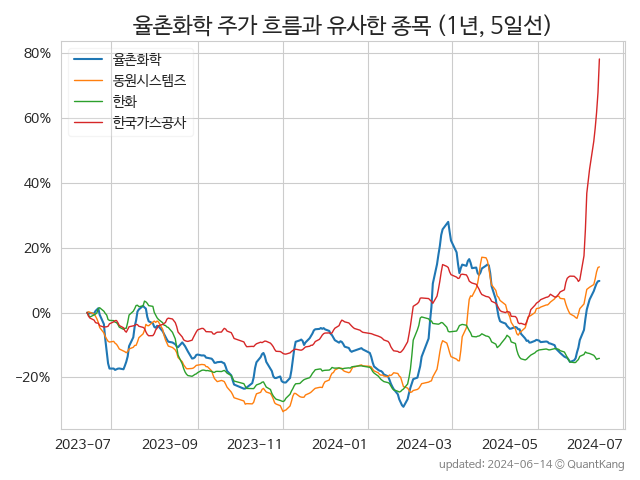 율촌화학 주가 흐름과 유사한 종목 (1년, 5일선)
율촌화학
동원시스템즈
한화
한국가스공사
80%
60%
40%
20%
0%
−20%
2023-07 2023-09 2023-11 2024-01 2024-03 2024-05 2024-07
updated: 2024-06-14 © QuantKang